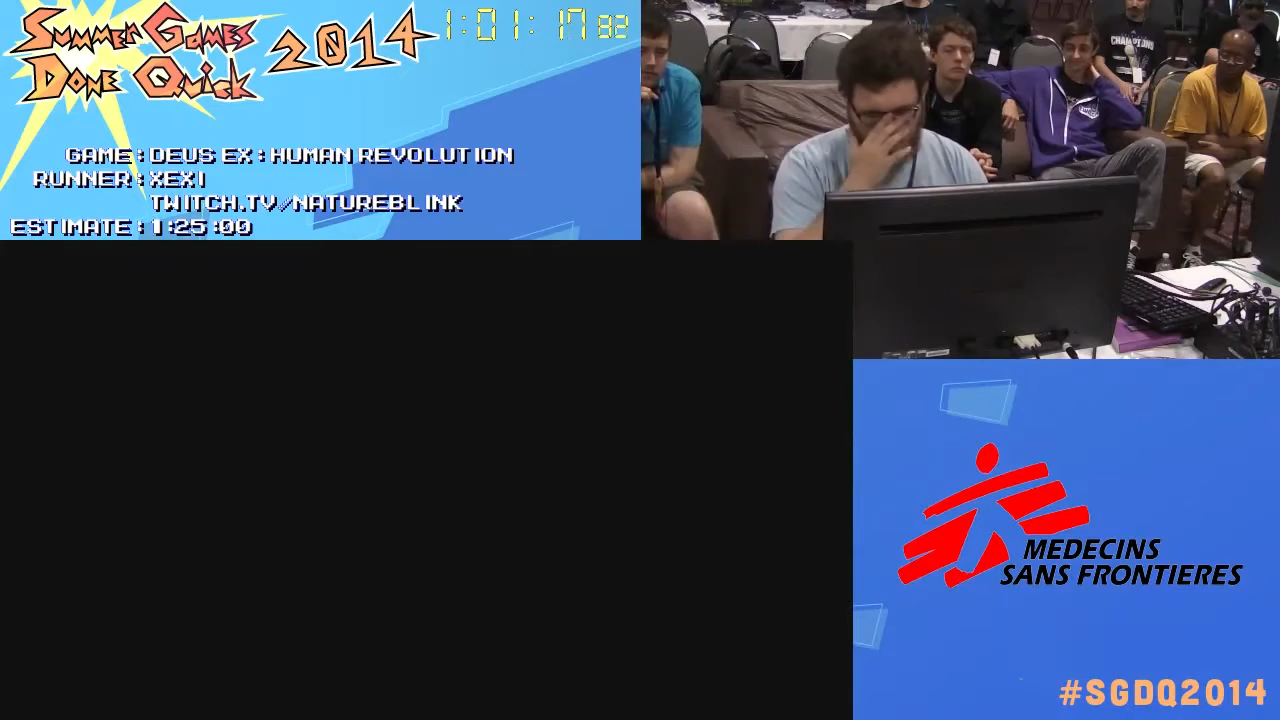 SUMMER GAMES
DONE QUICK
2014
1:01:17 82
GAME: DEUS EX: HUMAN REVOLUTION
RUNNER: XEXI
TWITCH.TV/NATUREBLINK
ESTIMATE: 1:25:00
CHAMPIONS
MEDECINS
SANS FRONTIERES
#SGDQ2014